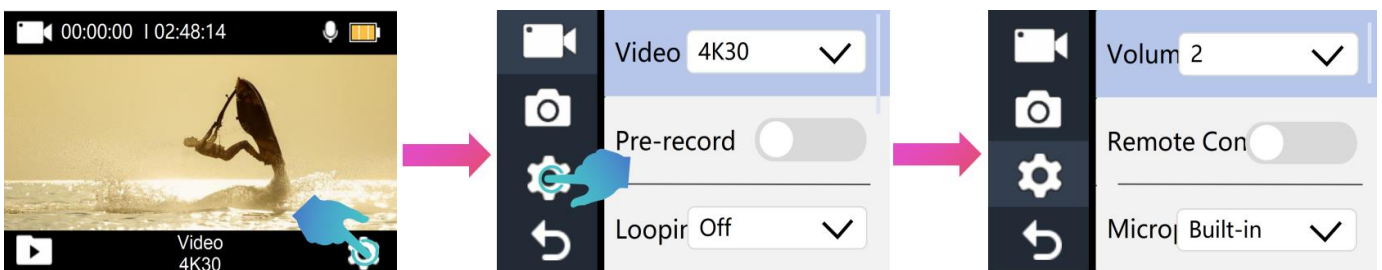 00:00:00 | 02:48:14
Video
4K30
Video 4K30
Pre-record
Loopin Off
Volum 2
Remote Con
Microp Built-in